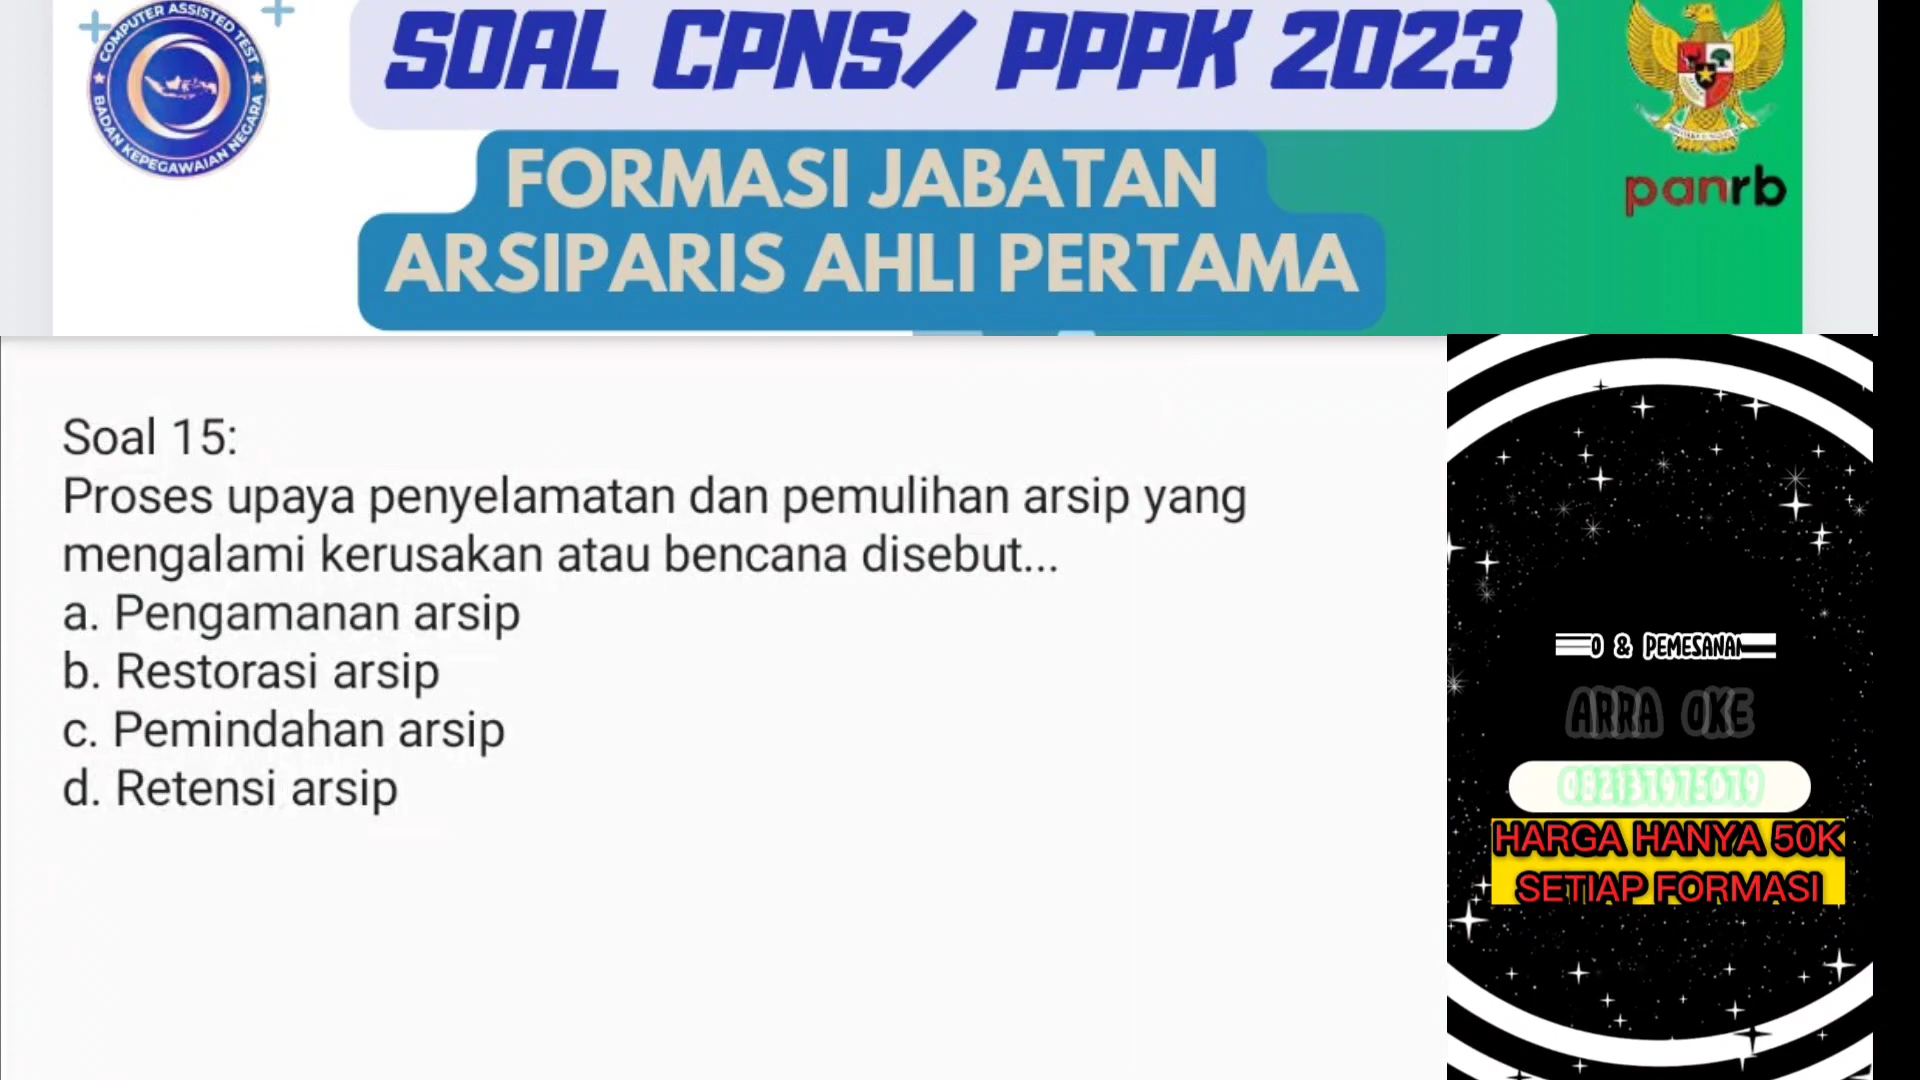 COMPUTER ASSISTED TEST
BADAN KEPEGAWAIAN NEGARA
SOAL CPNS/ PPPK 2023
FORMASI JABATAN
ARSIPARIS AHLI PERTAMA
panrb
Soal 15:
Proses upaya penyelamatan dan pemulihan arsip yang
mengalami kerusakan atau bencana disebut...
a. Pengamanan arsip
b. Restorasi arsip
c. Pemindahan arsip
d. Retensi arsip
O & PEMESANAN
ARRA OKE
082137975079
HARGA HANYA 50K
SETIAP FORMASI